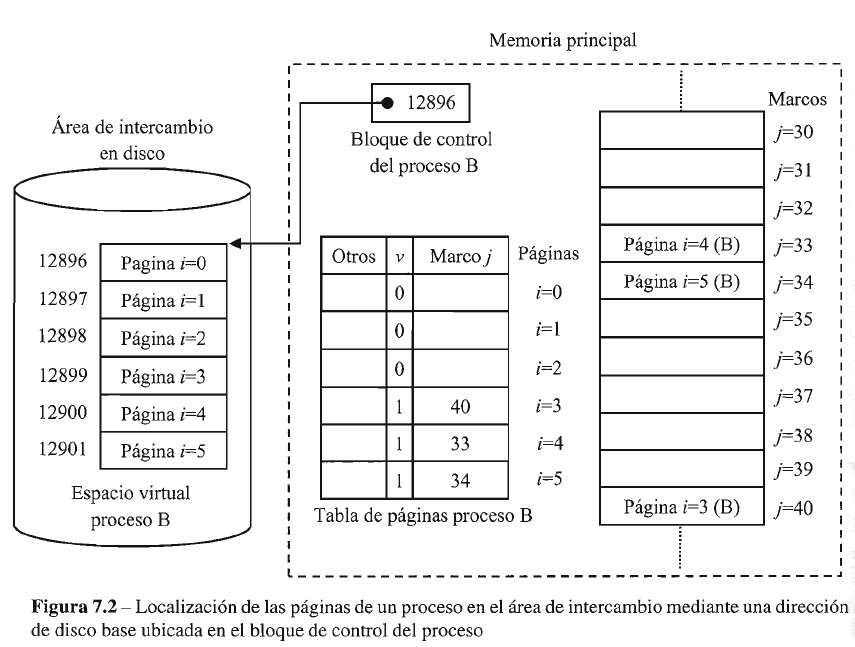 Memoria principal
12896
Bloque de control
del proceso B
Marcos
Área de intercambio
en disco
12896 Pagina i=0
12897 Página i=1
12898 Página i=2
12899 Página i=3
12900 Página i=4
12901 Página i=5
Espacio virtual
proceso B
Otros v Marco j Páginas
0 i=0
0 i=1
0 i=2
1 40 i=3
1 33 i=4
1 34 i=5
Tabla de páginas proceso B
j=30
j=31
j=32
Página i=4 (B) j=33
Página i=5 (B) j=34
j=35
j=36
j=37
j=38
j=39
Página i=3 (B) j=40
Figura 7.2 – Localización de las páginas de un proceso en el área de intercambio mediante una dirección
de disco base ubicada en el bloque de control del proceso